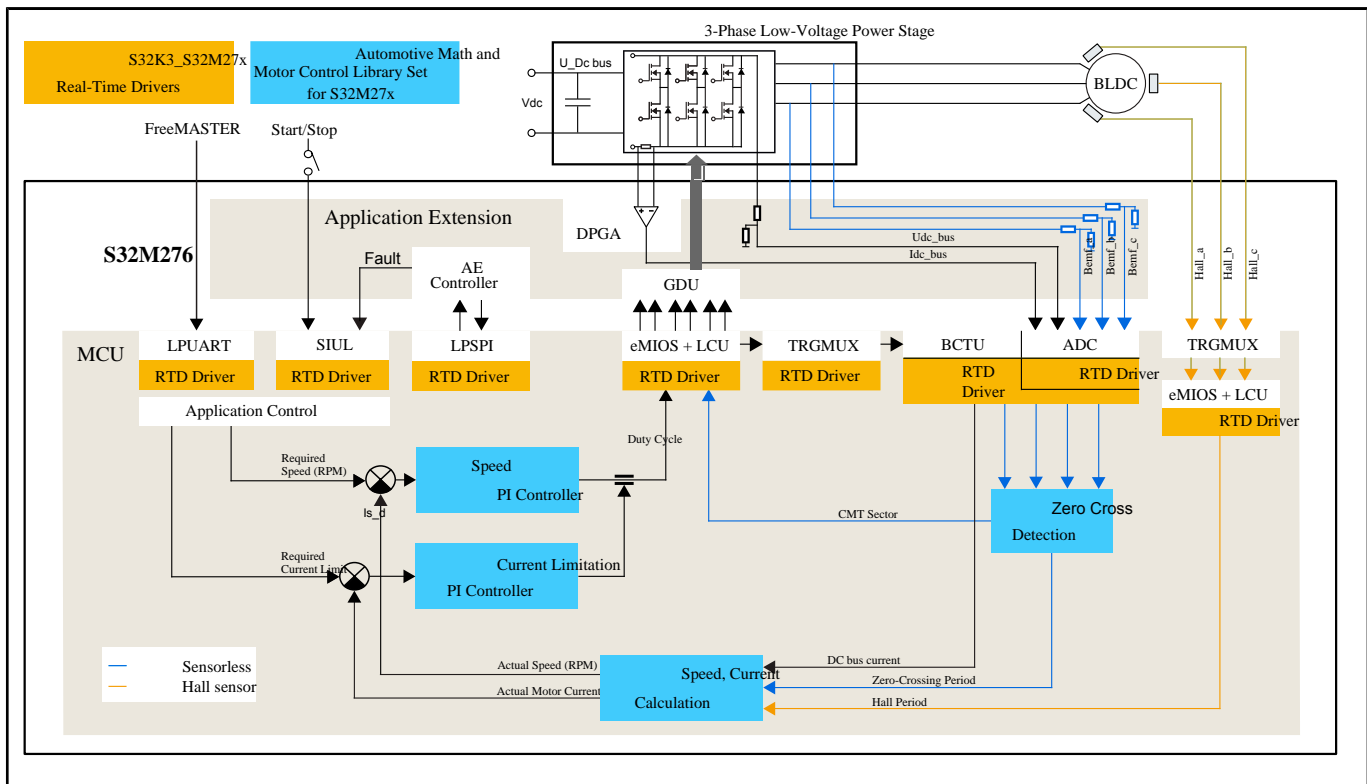 3-Phase Low-Voltage Power Stage
S32K3_S32M27x
Real-Time Drivers
Automotive Math and
Motor Control Library Set
for S32M27x
U_Dc bus
Vdc
BLDC
FreeMASTER
Start/Stop
Application Extension
DPGA
S32M276
Fault
AE
Controller
GDU
Udc_bus
Idc_bus
Bemf_a
Bemf_b
Bemf_c
Hall_a
Hall_b
Hall_c
MCU
LPUART
RTD Driver
SIUL
RTD Driver
LPSPI
RTD Driver
eMIOS + LCU
RTD Driver
TRGMUX
RTD Driver
BCTU
RTD
Driver
ADC
RTD Driver
TRGMUX
eMIOS + LCU
RTD Driver
Application Control
Duty Cycle
Required
Speed (RPM)
Speed
PI Controller
Is_d
CMT Sector
Zero Cross
Detection
Required
Current Limit
Current Limitation
PI Controller
Sensorless
Hall sensor
Actual Speed (RPM)
Actual Motor Current
Speed, Current
Calculation
DC bus current
Zero-Crossing Period
Hall Period